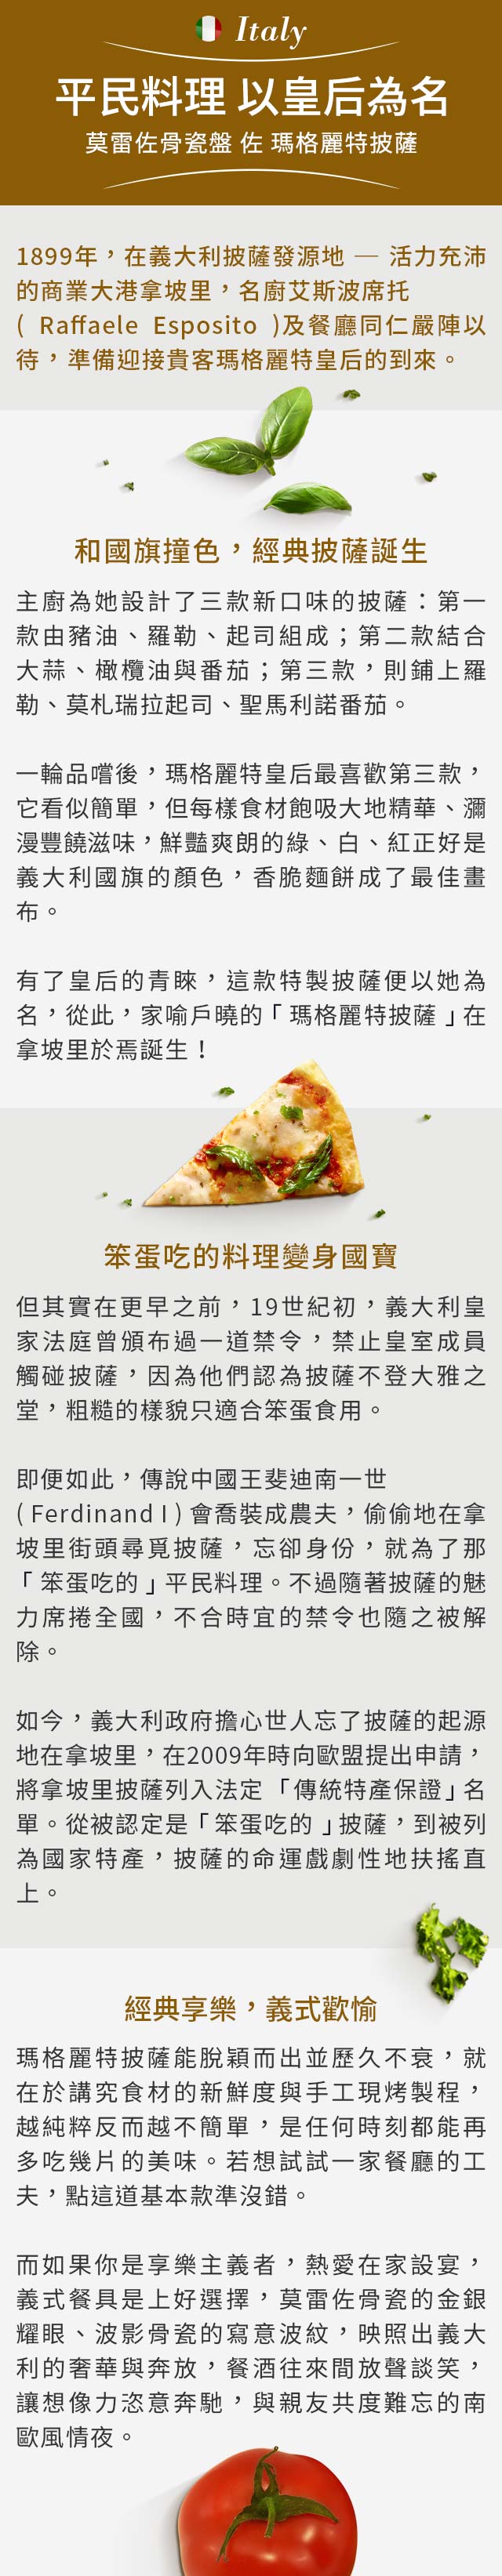 Italy
平民料理 以皇后為名
莫雷佐骨瓷盤 佐 瑪格麗特披薩
1899年，在義大利披薩發源地 — 活力充沛
的商業大港拿坡里，名廚艾斯波席托
( Raffaele Esposito )及餐廳同仁嚴陣以
待，準備迎接貴客瑪格麗特皇后的到來。
和國旗撞色，經典披薩誕生
主廚為她設計了三款新口味的披薩：第一
款由豬油、羅勒、起司組成；第二款結合
大蒜、橄欖油與番茄；第三款，則鋪上羅
勒、莫札瑞拉起司、聖馬利諾番茄。
一輪品嚐後，瑪格麗特皇后最喜歡第三款，
它看似簡單，但每樣食材飽吸大地精華、瀰
漫豐饒滋味，鮮豔爽朗的綠、白、紅正好是
義大利國旗的顏色，香脆麵餅成了最佳畫
布。
有了皇后的青睞，這款特製披薩便以她為
名，從此，家喻戶曉的「瑪格麗特披薩」在
拿坡里於焉誕生！
笨蛋吃的料理變身國寶
但其實在更早之前，19世紀初，義大利皇
家法庭曾頒布過一道禁令，禁止皇室成員
觸碰披薩，因為他們認為披薩不登大雅之
堂，粗糙的樣貌只適合笨蛋食用。
即便如此，傳說中國王斐迪南一世
( Ferdinand I ) 會喬裝成農夫，偷偷地在拿
坡里街頭尋覓披薩，忘卻身份，就為了那
「笨蛋吃的」平民料理。不過隨著披薩的魅
力席捲全國，不合時宜的禁令也隨之被解
除。
如今，義大利政府擔心世人忘了披薩的起源
地在拿坡里，在2009年時向歐盟提出申請，
將拿坡里披薩列入法定「傳統特產保證」名
單。從被認定是「笨蛋吃的」披薩，到被列
為國家特產，披薩的命運戲劇性地扶搖直
上。
經典享樂，義式歡愉
瑪格麗特披薩能脫穎而出並歷久不衰，就
在於講究食材的新鮮度與手工現烤製程，
越純粹反而越不簡單，是任何時刻都能再
多吃幾片的美味。若想試試一家餐廳的工
夫，點這道基本款準沒錯。
而如果你是享樂主義者，熱愛在家設宴，
義式餐具是上好選擇，莫雷佐骨瓷的金銀
耀眼、波影骨瓷的寫意波紋，映照出義大
利的奢華與奔放，餐酒往來間放聲談笑，
讓想像力恣意奔馳，與親友共度難忘的南
歐風情夜。